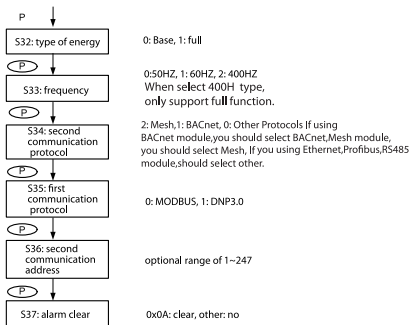 P
S32: type of energy
0: Base, 1: full
P
S33: frequency
0:50HZ, 1: 60HZ, 2: 400HZ
When select 400H type,
only support full function.
P
S34: second
communication
protocol
2: Mesh,1: BACnet, 0: Other Protocols If using
BACnet module,you should select BACnet,Mesh module,
you should select Mesh, If you using Ethernet,Profibus,RS485
module,should select other.
P
S35: first
communication
protocol
0: MODBUS, 1: DNP3.0
P
S36: second
communication
address
optional range of 1~247
P
S37: alarm clear
0x0A: clear, other: no